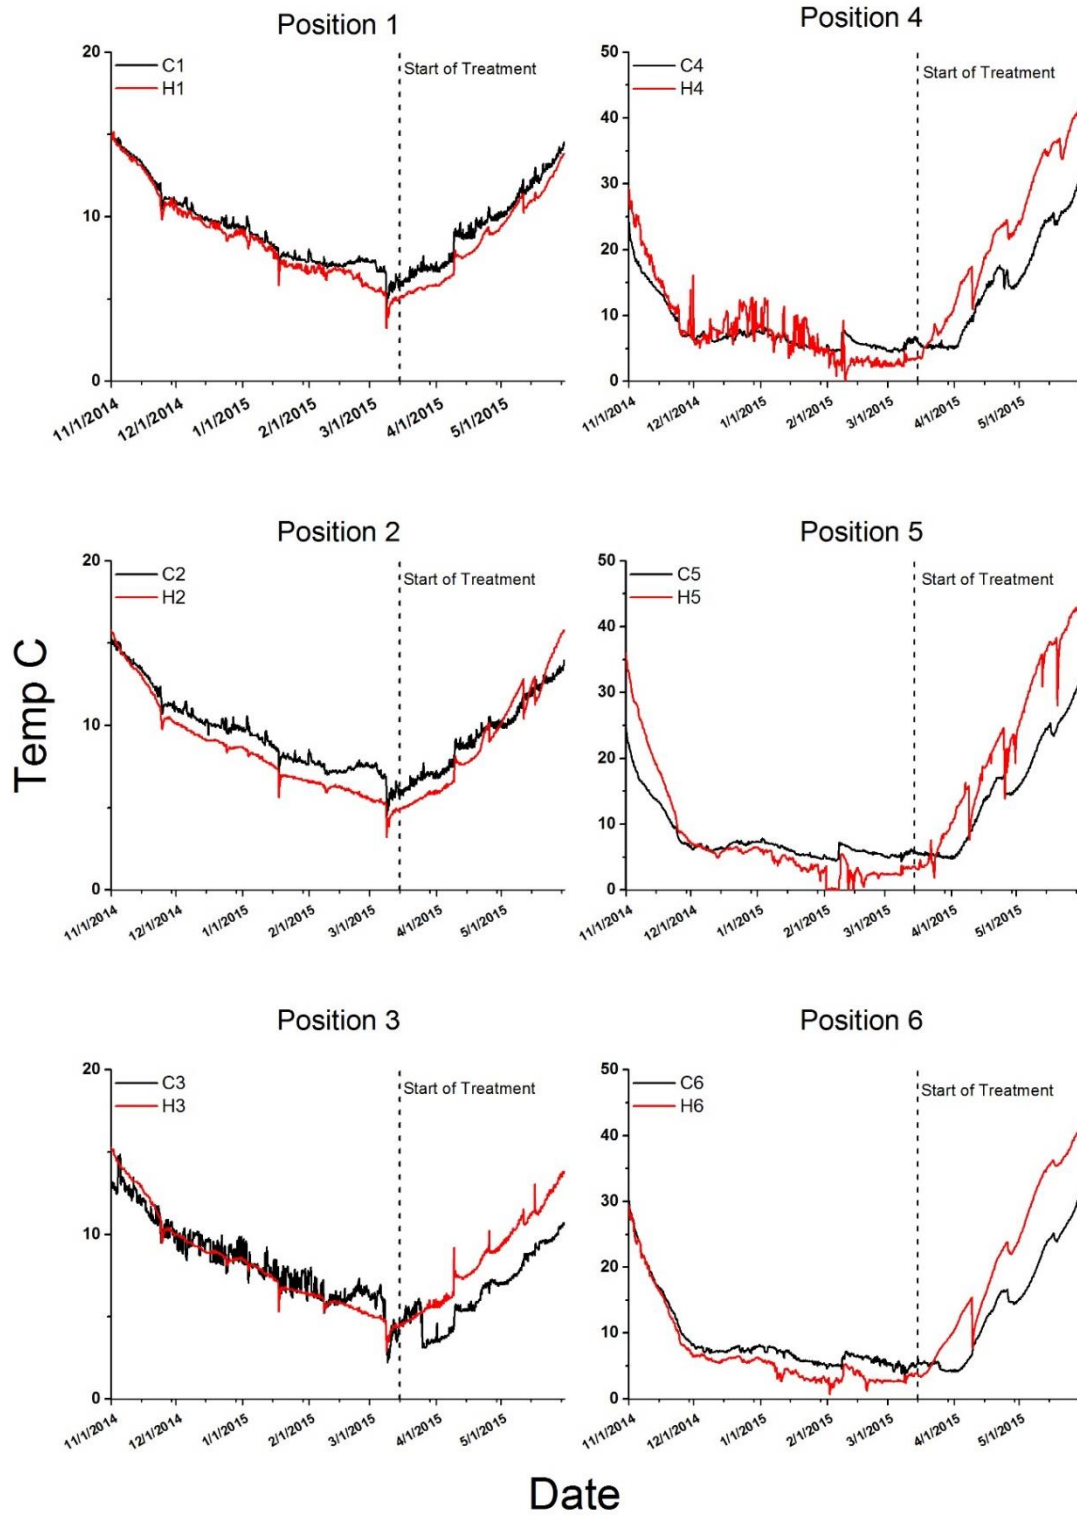 Position 1
20
C1
H1
Start of Treatment
10
0
11/1/2014
12/1/2014
1/1/2015
2/1/2015
3/1/2015
4/1/2015
5/1/2015
Position 4
50
C4
H4
Start of Treatment
40
30
20
10
0
11/1/2014
12/1/2014
1/1/2015
2/1/2015
3/1/2015
4/1/2015
5/1/2015
Temp C
Position 2
20
C2
H2
Start of Treatment
10
0
11/1/2014
12/1/2014
1/1/2015
2/1/2015
3/1/2015
4/1/2015
5/1/2015
Position 5
50
C5
H5
Start of Treatment
40
30
20
10
0
11/1/2014
12/1/2014
1/1/2015
2/1/2015
3/1/2015
4/1/2015
5/1/2015
Position 3
20
C3
H3
Start of Treatment
10
0
11/1/2014
12/1/2014
1/1/2015
2/1/2015
3/1/2015
4/1/2015
5/1/2015
Position 6
50
C6
H6
Start of Treatment
40
30
20
10
0
11/1/2014
12/1/2014
1/1/2015
2/1/2015
3/1/2015
4/1/2015
5/1/2015
Date